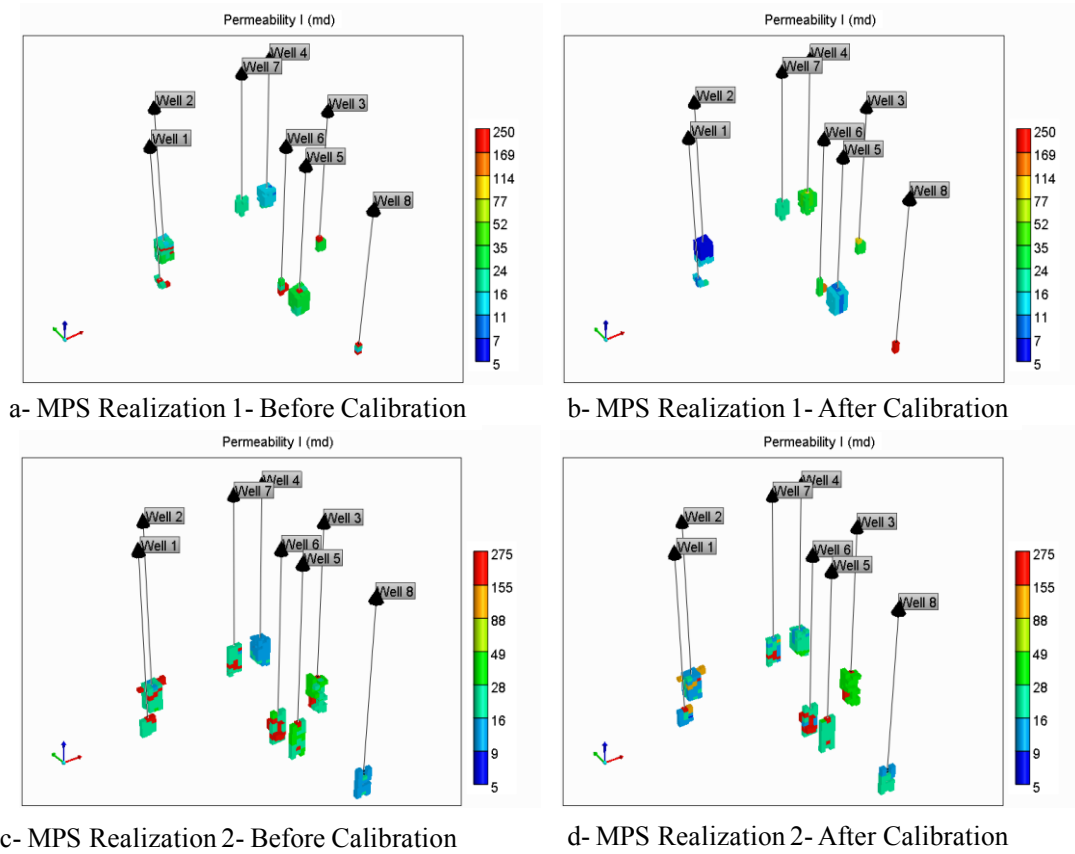 Permeability I (md)
Well 4
Well 7
Well 2
Well 3
Well 1
Well 6
Well 5
Well 8
250
169
114
77
52
35
24
16
11
7
5
a- MPS Realization 1- Before Calibration
Permeability I (md)
Well 4
Well 7
Well 2
Well 3
Well 1
Well 6
Well 5
Well 8
250
169
114
77
52
35
24
16
11
7
5
b- MPS Realization 1- After Calibration
Permeability I (md)
Well 4
Well 7
Well 2
Well 3
Well 1
Well 6
Well 5
Well 8
275
155
88
49
28
16
9
5
c- MPS Realization 2- Before Calibration
Permeability I (md)
Well 4
Well 7
Well 2
Well 3
Well 1
Well 6
Well 5
Well 8
275
155
88
49
28
16
9
5
d- MPS Realization 2- After Calibration